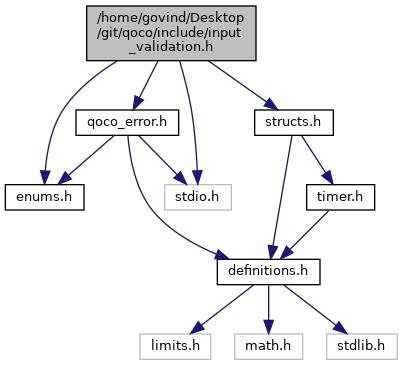 /home/govind/Desktop
/git/qoco/include/input
_validation.h
qoco_error.h
structs.h
enums.h
stdio.h
timer.h
definitions.h
limits.h
math.h
stdlib.h